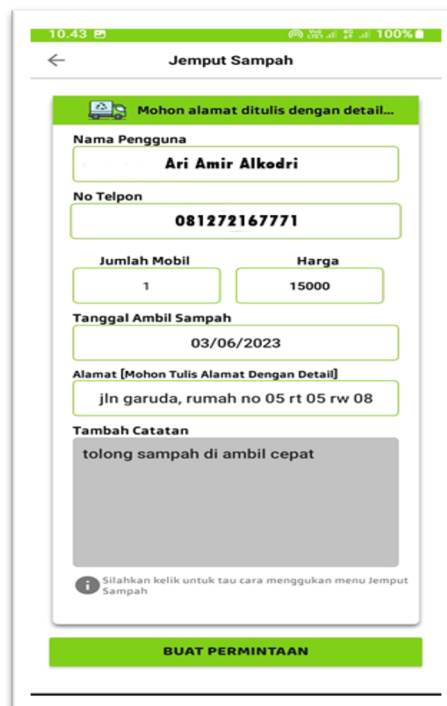 10.43 100%
Jemput Sampah
Mohon alamat ditulis dengan detail...
Nama Pengguna
Ari Amir Alkodri
No Telpon
081272167771
Jumlah Mobil Harga
1 15000
Tanggal Ambil Sampah
03/06/2023
Alamat [Mohon Tulis Alamat Dengan Detail]
jln garuda, rumah no 05 rt 05 rw 08
Tambah Catatan
tolong sampah di ambil cepat
Silahkan kelik untuk tau cara menggukan menu Jemput
Sampah
BUAT PERMINTAAN